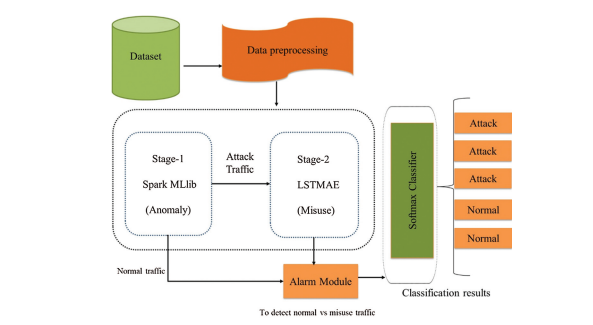 Dataset
Data preprocessing
Stage-1
Spark MLlib
(Anomaly)
Attack
Traffic
Stage-2
LSTMAE
(Misuse)
Normal traffic
Alarm Module
To detect normal vs misuse traffic
Softmax Classifier
Attack
Attack
Attack
Normal
Normal
Classification results